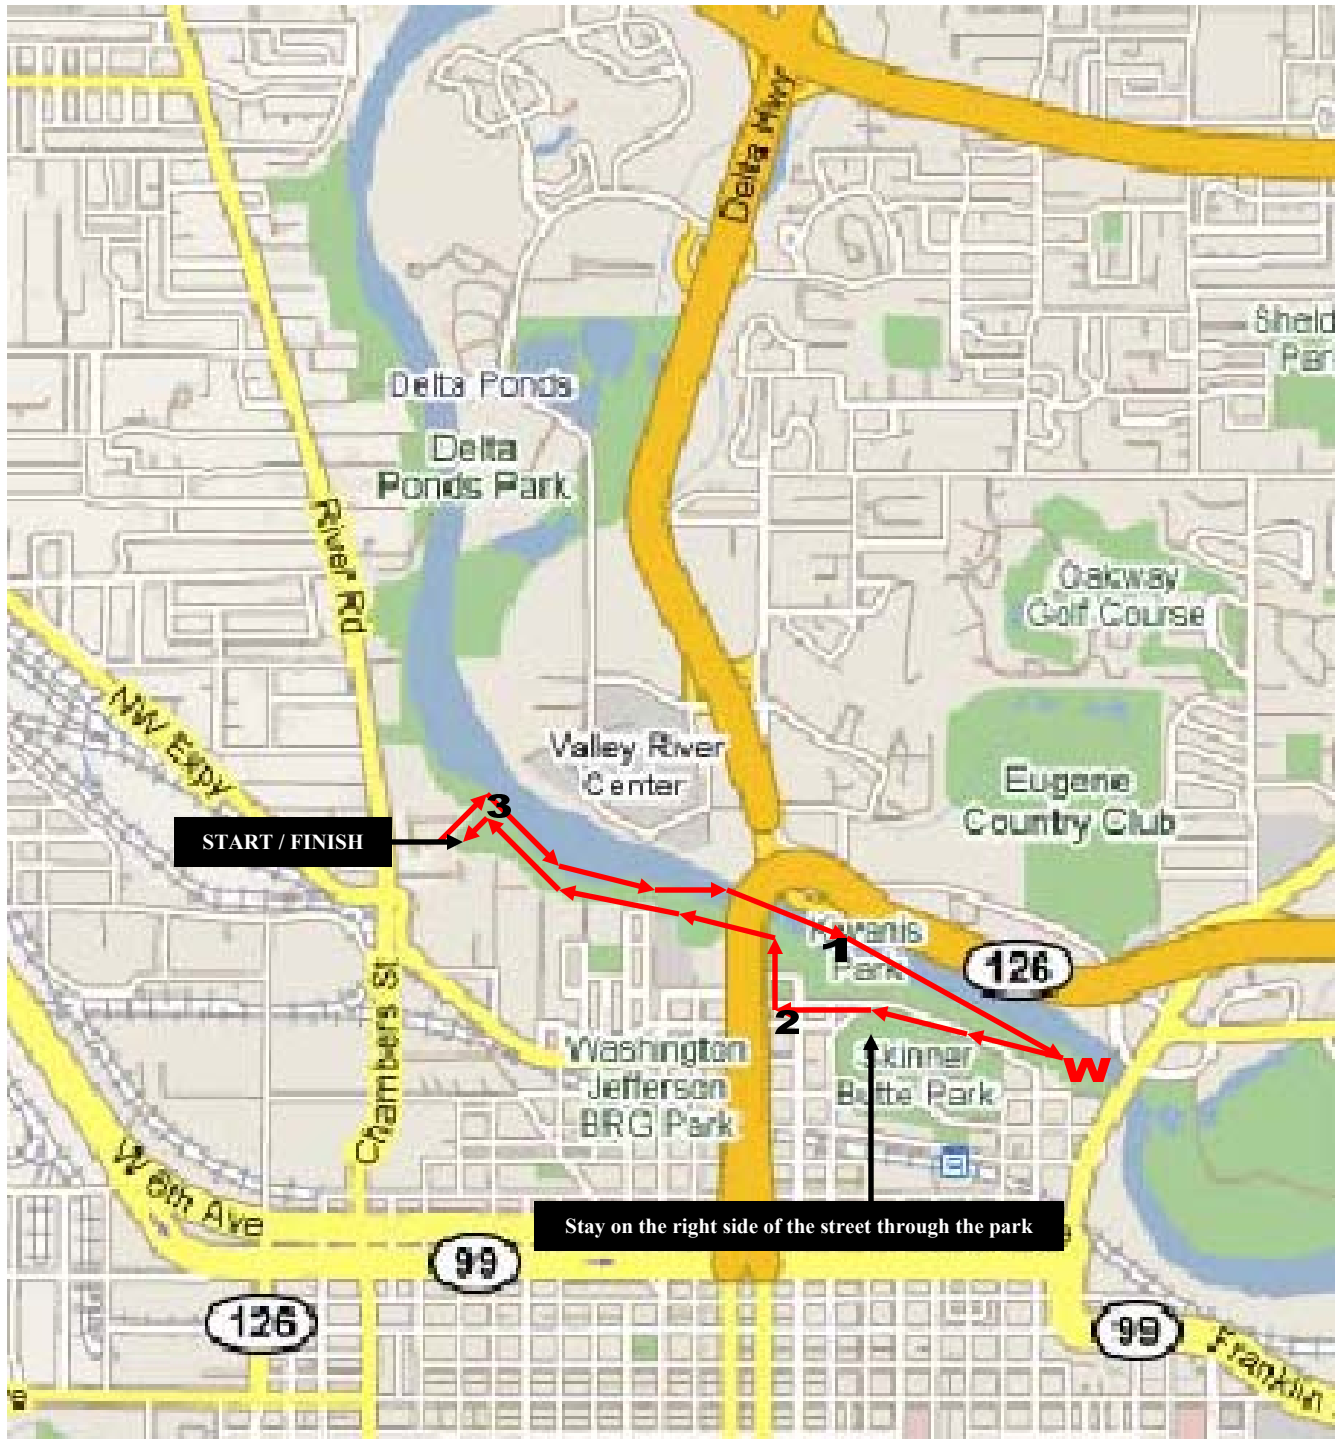 Delta Hwy
Sheld
Par
Delta Ponds
Delta
Ponds Park
River Rd
Oakway
Golf Course
NW Expy
Valley River
Center
Eugene
Country Club
3
START / FINISH
Kiwanis
Park
1
126
Chambers St
2
Washington
Jefferson
BRG Park
Skinner
Butte Park
W
W 6th Ave
Stay on the right side of the street through the park
e
99
126
99
Franklin